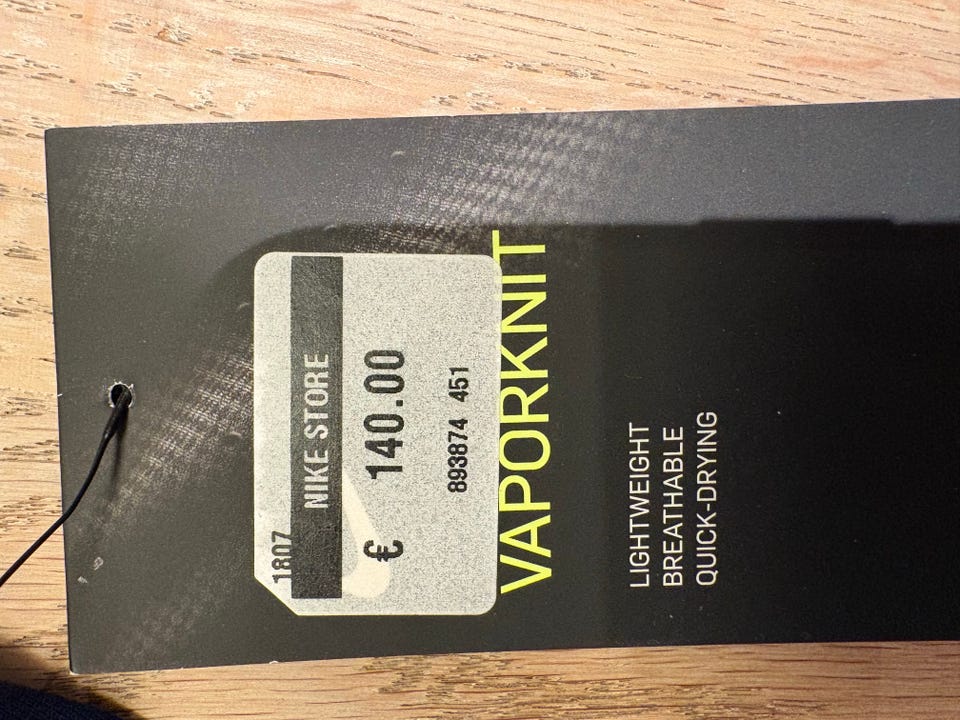 1807
NIKE STORE
€ 140.00
893874 451
VAPORKNIT
LIGHTWEIGHT
BREATHABLE
QUICK-DRYING